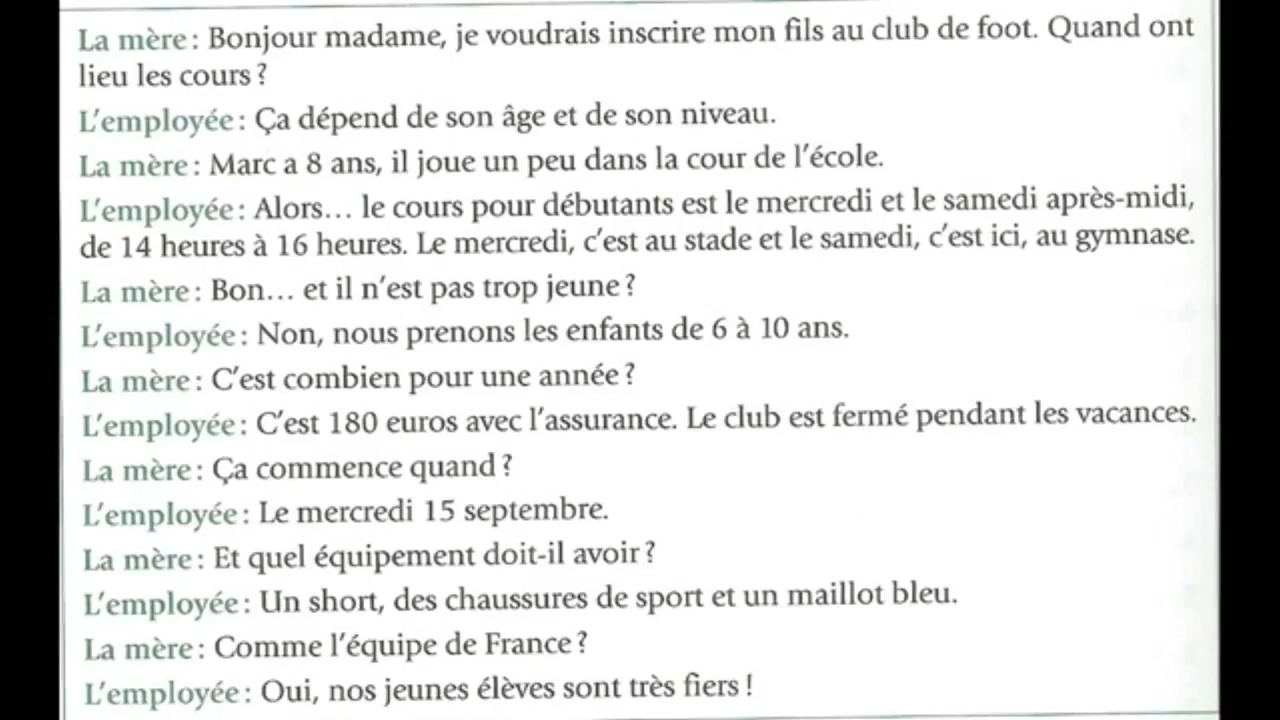 La mère : Bonjour madame, je voudrais inscrire mon fils au club de foot. Quand ont
lieu les cours ?
L'employée : Ça dépend de son âge et de son niveau.
La mère : Marc a 8 ans, il joue un peu dans la cour de l'école.
L'employée : Alors… le cours pour débutants est le mercredi et le samedi après-midi,
de 14 heures à 16 heures. Le mercredi, c'est au stade et le samedi, c'est ici, au gymnase.
La mère : Bon… et il n'est pas trop jeune ?
L'employée : Non, nous prenons les enfants de 6 à 10 ans.
La mère : C'est combien pour une année ?
L'employée : C'est 180 euros avec l'assurance. Le club est fermé pendant les vacances.
La mère : Ça commence quand ?
L'employée : Le mercredi 15 septembre.
La mère : Et quel équipement doit-il avoir ?
L'employée : Un short, des chaussures de sport et un maillot bleu.
La mère : Comme l'équipe de France ?
L'employée : Oui, nos jeunes élèves sont très fiers !